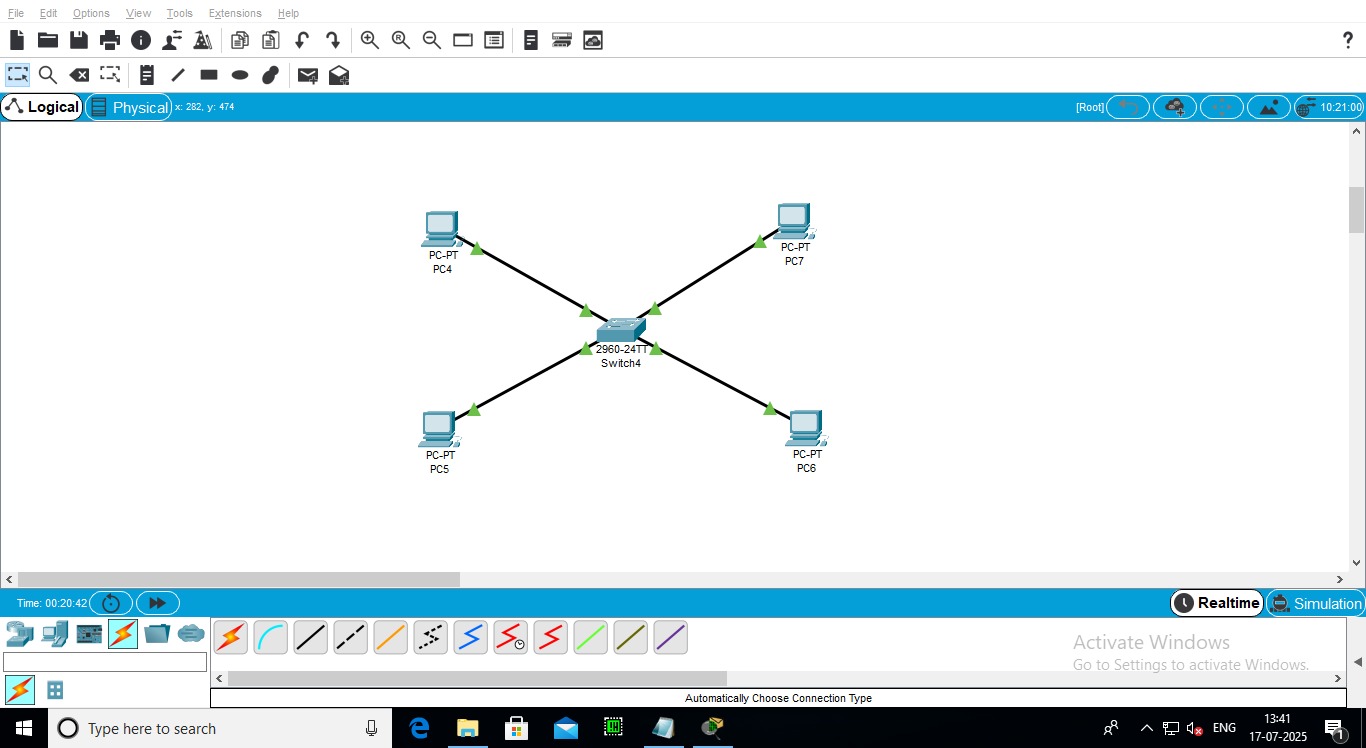 File Edit Options View Tools Extensions Help
?
Logical Physical x: 282, y: 474 [Root] 10:21:00
PC-PT
PC4
PC-PT
PC7
2960-24TT
Switch4
PC-PT
PC5
PC-PT
PC6
Time: 00:20:42 Realtime Simulation
Activate Windows
Go to Settings to activate Windows.
Automatically Choose Connection Type
Type here to search
ENG
13:41
17-07-2025
1